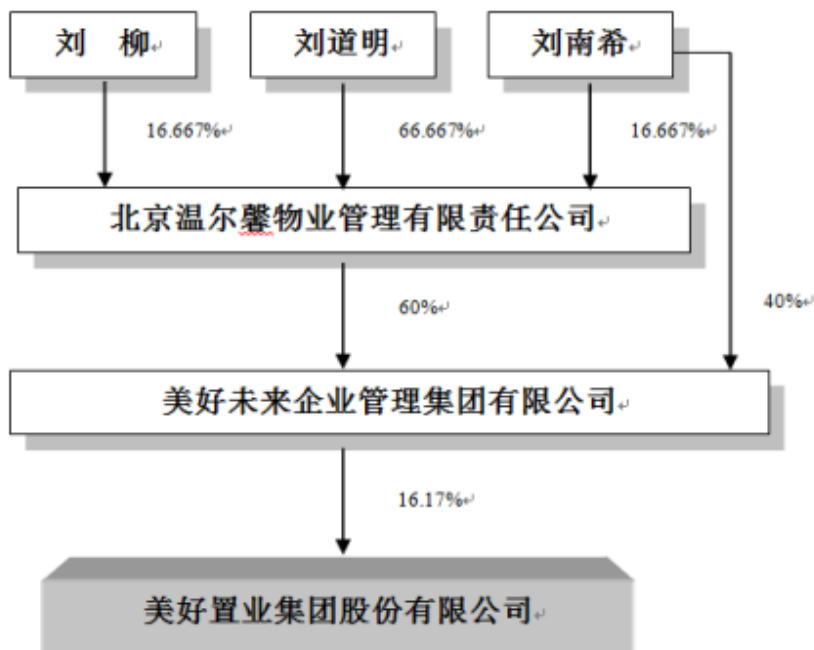 刘　柳
刘道明
刘南希
16.667%
66.667%
16.667%
北京温尔馨物业管理有限责任公司
60%
40%
美好未来企业管理集团有限公司
16.17%
美好置业集团股份有限公司